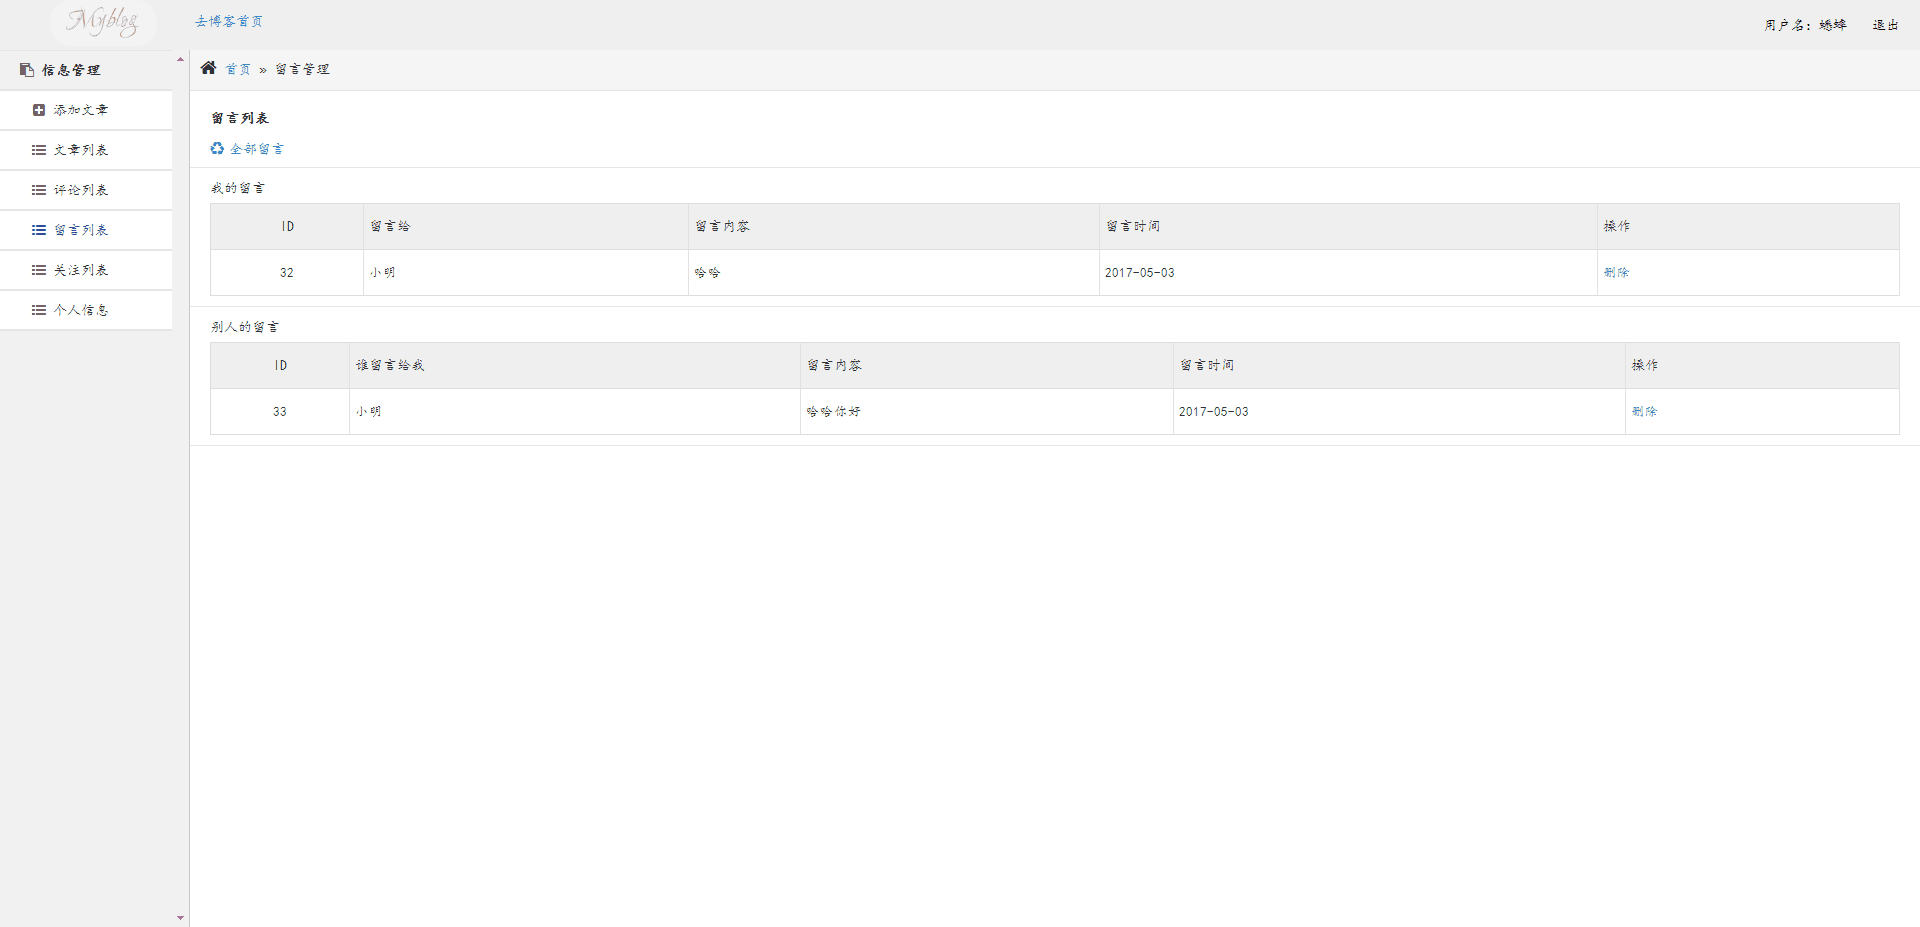 Myblog
去博客首页
用户名：蟋蟀 退出
信息管理
添加文章
文章列表
评论列表
留言列表
关注列表
个人信息
首页 » 留言管理
留言列表
全部留言
我的留言
ID 留言给 留言内容 留言时间 操作
32 小明 哈哈 2017-05-03 删除
别人的留言
ID 谁留言给我 留言内容 留言时间 操作
33 小明 哈哈你好 2017-05-03 删除